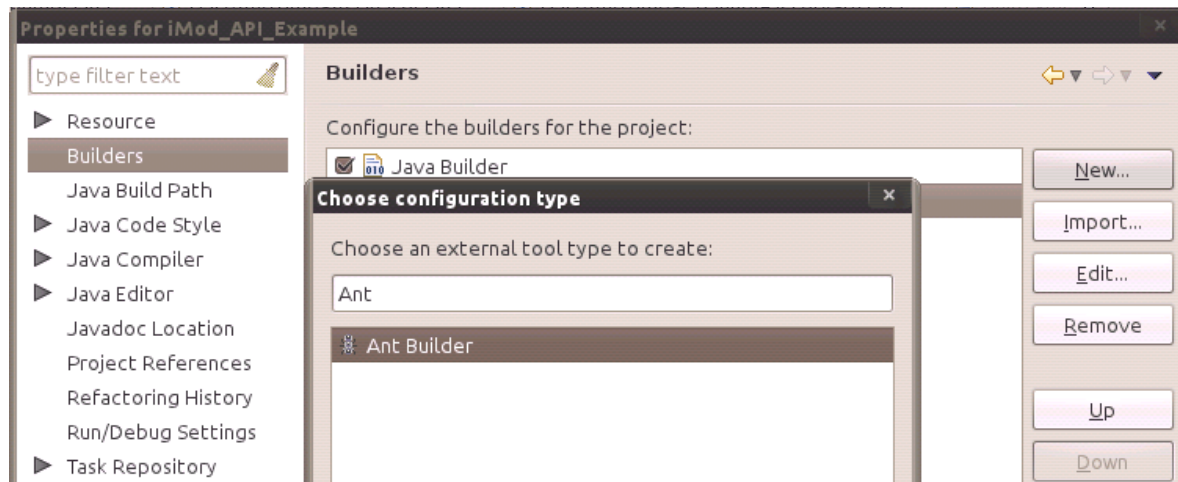 Properties for iMod_API_Example
type filter text
Resource
Builders
Java Build Path
Java Code Style
Java Compiler
Java Editor
Javadoc Location
Project References
Refactoring History
Run/Debug Settings
Task Repository
Builders
Configure the builders for the project:
Java Builder
New...
Import...
Edit...
Remove
Up
Down
Choose configuration type
Choose an external tool type to create:
Ant
Ant Builder